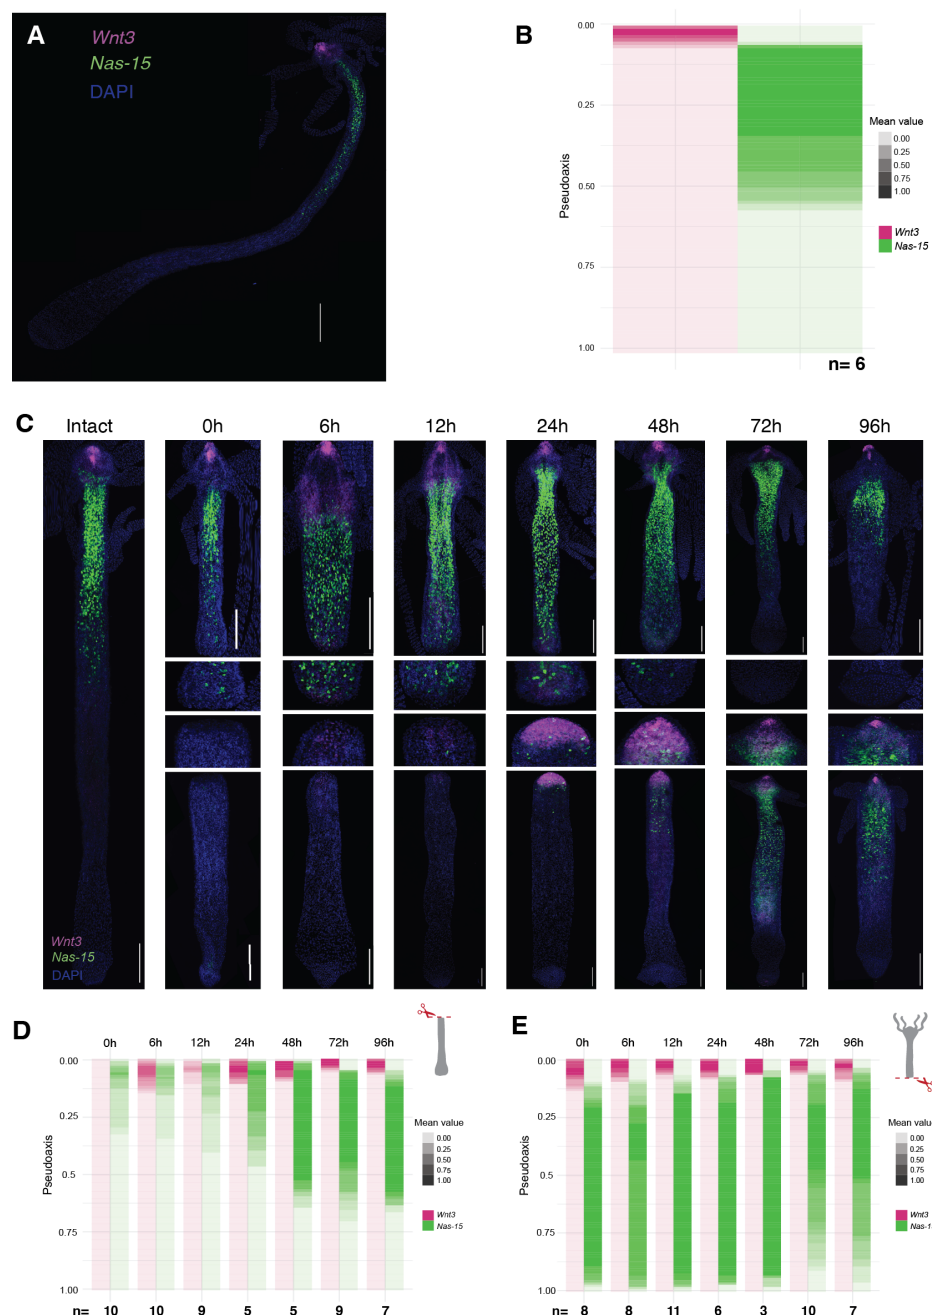 A
Wnt3
Nas-15
DAPI
B
0.00
0.25
0.50
0.75
1.00
Pseudoaxis
Mean value
0.00
0.25
0.50
0.75
1.00
Wnt3
Nas-15
n= 6
C
Intact 0h 6h 12h 24h 48h 72h 96h
Wnt3
Nas-15
DAPI
D
0h 6h 12h 24h 48h 72h 96h
0.00
0.25
0.5
0.75
1.00
Pseudoaxis
Mean value
0.00
0.25
0.50
0.75
1.00
Wnt3
Nas-15
n= 10 10 9 5 5 9 7
E
0h 6h 11h 24h 48h 72h 96h
0.00
0.25
0.5
0.75
1.00
Pseudoaxis
Mean value
0.00
0.25
0.50
0.75
1.00
Wnt3
Nas-1
n= 8 8 11 6 3 10 7